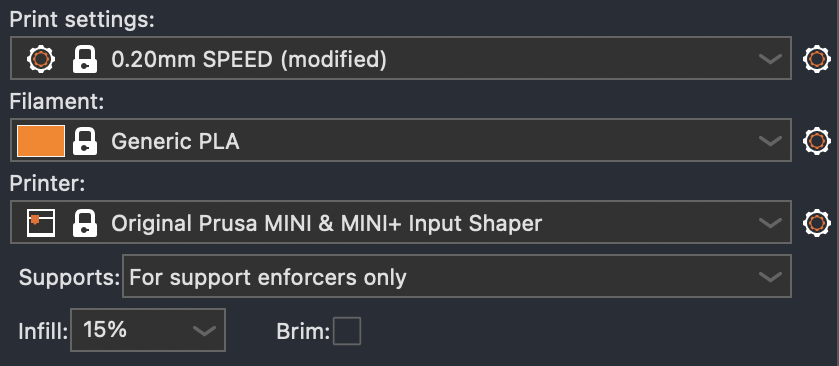 Print settings:
0.20mm SPEED (modified)
Filament:
Generic PLA
Printer:
Original Prusa MINI & MINI+ Input Shaper
Supports: For support enforcers only
Infill: 15% Brim: